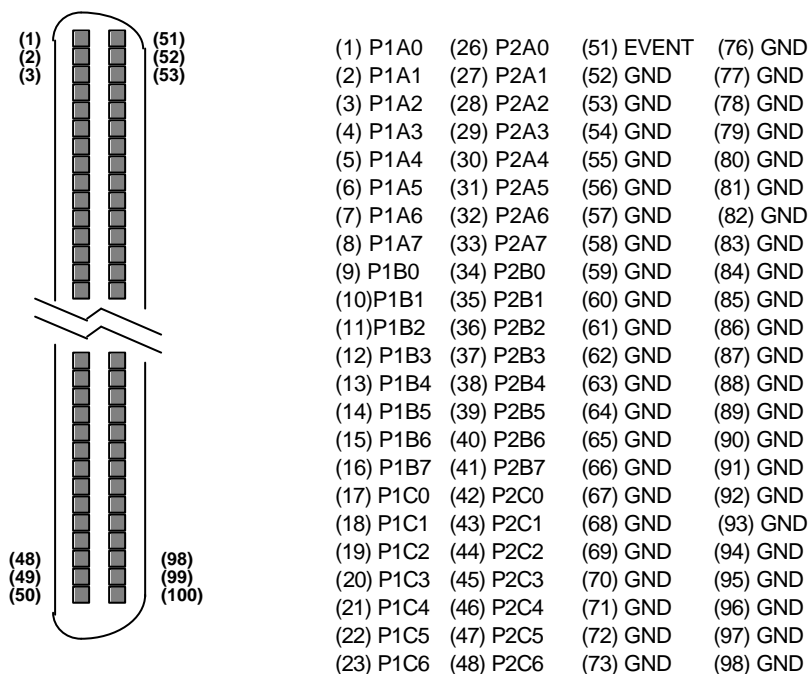 (1) (51)
(2) (52)
(3) (53)
(48) (98)
(49) (99)
(50) (100)
(1) P1A0 (26) P2A0 (51) EVENT (76) GND
(2) P1A1 (27) P2A1 (52) GND (77) GND
(3) P1A2 (28) P2A2 (53) GND (78) GND
(4) P1A3 (29) P2A3 (54) GND (79) GND
(5) P1A4 (30) P2A4 (55) GND (80) GND
(6) P1A5 (31) P2A5 (56) GND (81) GND
(7) P1A6 (32) P2A6 (57) GND (82) GND
(8) P1A7 (33) P2A7 (58) GND (83) GND
(9) P1B0 (34) P2B0 (59) GND (84) GND
(10)P1B1 (35) P2B1 (60) GND (85) GND
(11)P1B2 (36) P2B2 (61) GND (86) GND
(12) P1B3 (37) P2B3 (62) GND (87) GND
(13) P1B4 (38) P2B4 (63) GND (88) GND
(14) P1B5 (39) P2B5 (64) GND (89) GND
(15) P1B6 (40) P2B6 (65) GND (90) GND
(16) P1B7 (41) P2B7 (66) GND (91) GND
(17) P1C0 (42) P2C0 (67) GND (92) GND
(18) P1C1 (43) P2C1 (68) GND (93) GND
(19) P1C2 (44) P2C2 (69) GND (94) GND
(20) P1C3 (45) P2C3 (70) GND (95) GND
(21) P1C4 (46) P2C4 (71) GND (96) GND
(22) P1C5 (47) P2C5 (72) GND (97) GND
(23) P1C6 (48) P2C6 (73) GND (98) GND